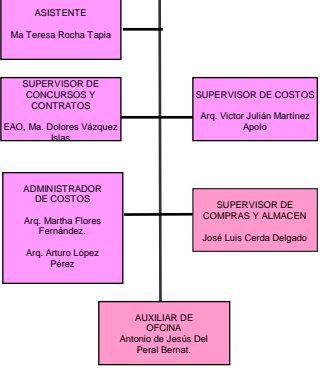 ASISTENTE
Ma Teresa Rocha Tapia
SUPERVISOR DE
CONCURSOS Y
CONTRATOS
EAO, Ma. Dolores Vázquez
Islas
SUPERVISOR DE COSTOS
Arq. Victor Julián Martínez
Apolo
ADMINISTRADOR
DE COSTOS
Arq. Martha Flores
Fernández.
Arq. Arturo López
Pérez
SUPERVISOR DE
COMPRAS Y ALMACEN
José Luis Cerda Delgado
AUXILIAR DE
OFCINA
Antonio de Jesús Del
Peral Bernat.